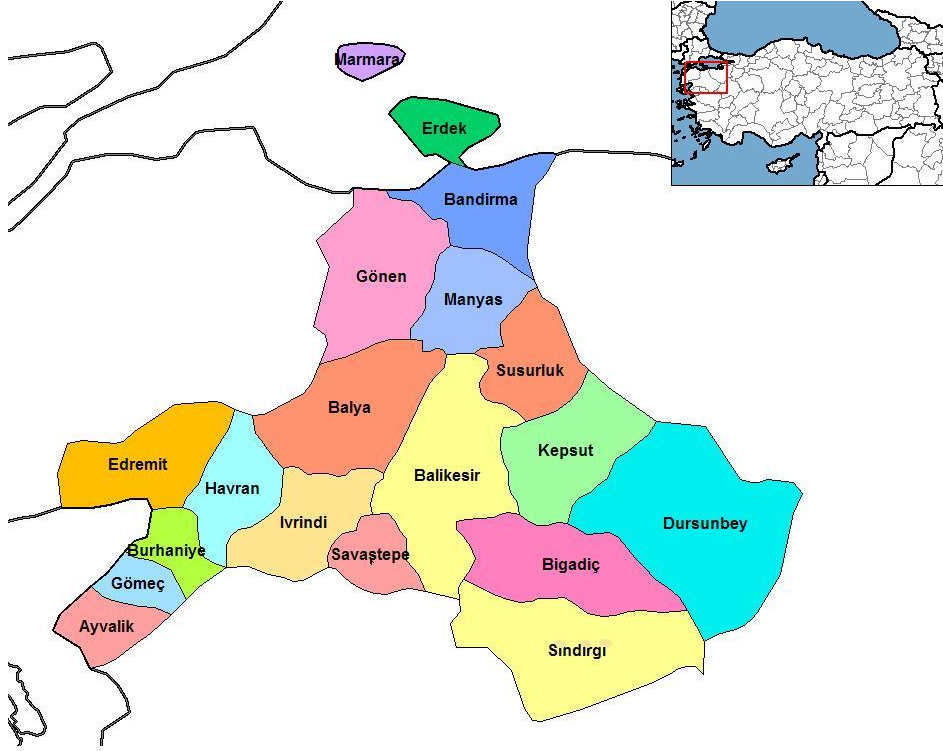 Marmara
Erdek
Bandirma
Gönen
Manyas
Susurluk
Balya
Kepsut
Edremit
Havran
Balikesir
Ivrindi
Dursunbey
Burhaniye
Savaştepe
Bigadiç
Gömeç
Ayvalik
Sındırgı